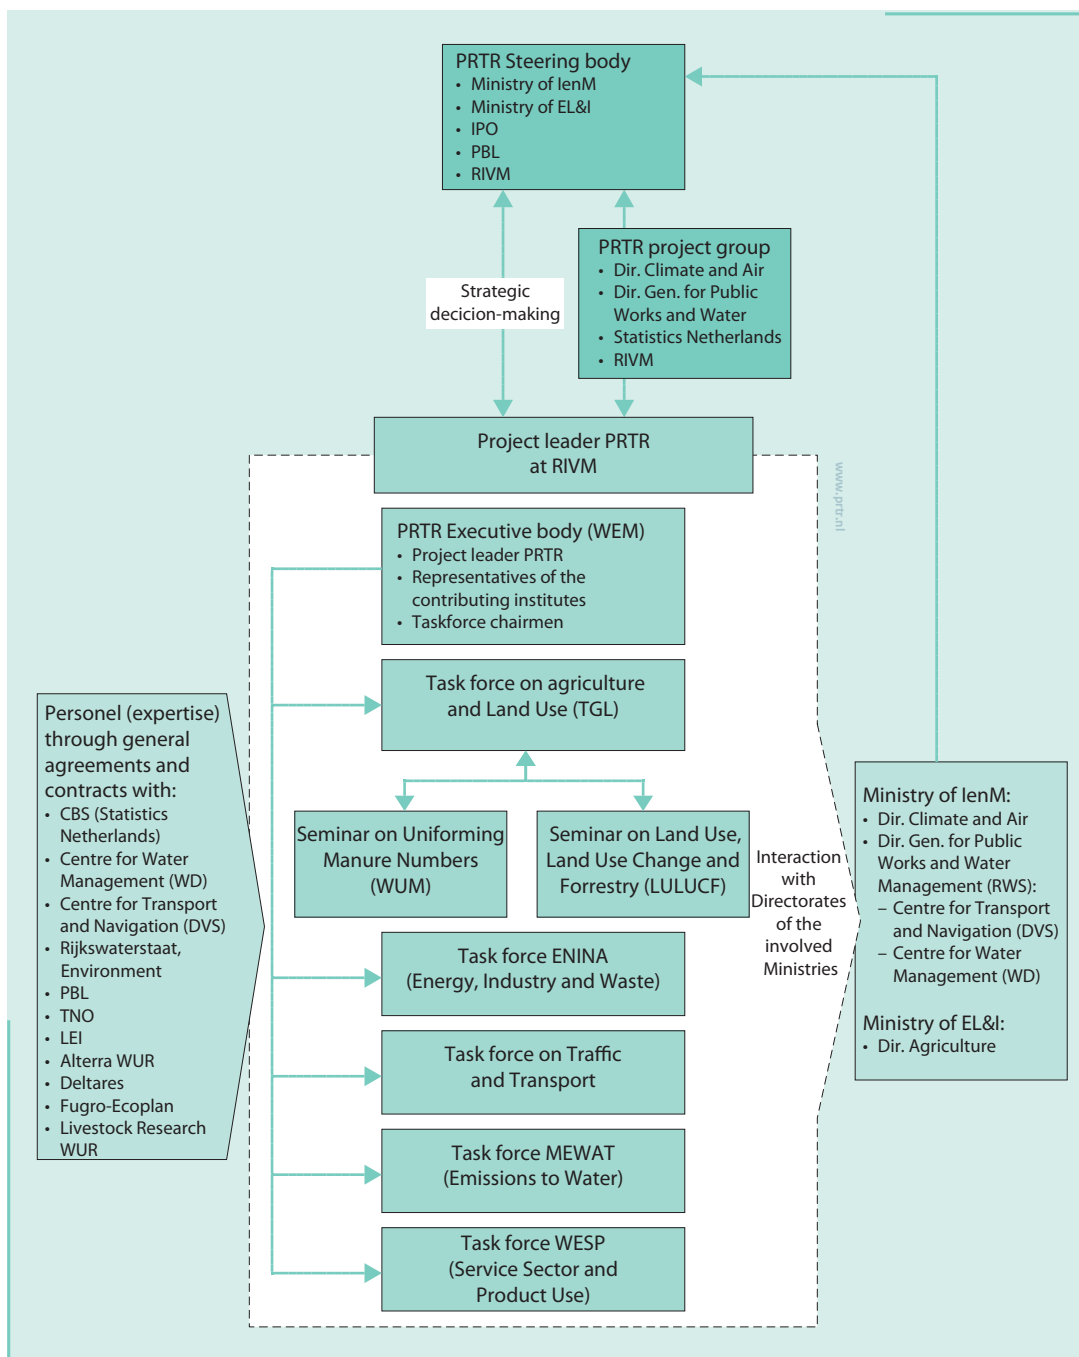 PRTR Steering body
• Ministry of IenM
• Ministry of EL&I
• IPO
• PBL
• RIVM
PRTR project group
• Dir. Climate and Air
• Dir. Gen. for Public
Works and Water
• Statistics Netherlands
• RIVM
Strategic
decicion-making
Project leader PRTR
at RIVM
www.prtr.nl
PRTR Executive body (WEM)
• Project leader PRTR
• Representatives of the
contributing institutes
• Taskforce chairmen
Task force on agriculture
and Land Use (TGL)
Seminar on Uniforming
Manure Numbers
(WUM)
Seminar on Land Use,
Land Use Change and
Forrestry (LULUCF)
Task force ENINA
(Energy, Industry and Waste)
Task force on Traffic
and Transport
Task force MEWAT
(Emissions to Water)
Task force WESP
(Service Sector and
Product Use)
Personel (expertise)
through general
agreements and
contracts with:
• CBS (Statistics
Netherlands)
• Centre for Water
Management (WD)
• Centre for Transport
and Navigation (DVS)
• Rijkswaterstaat,
Environment
• PBL
• TNO
• LEI
• Alterra WUR
• Deltares
• Fugro-Ecoplan
• Livestock Research
WUR
Interaction
with
Directorates
of the
involved
Ministries
Ministry of IenM:
• Dir. Climate and Air
• Dir. Gen. for Public
Works and Water
Management (RWS):
– Centre for Transport
and Navigation (DVS)
– Centre for Water
Management (WD)
Ministry of EL&I:
• Dir. Agriculture